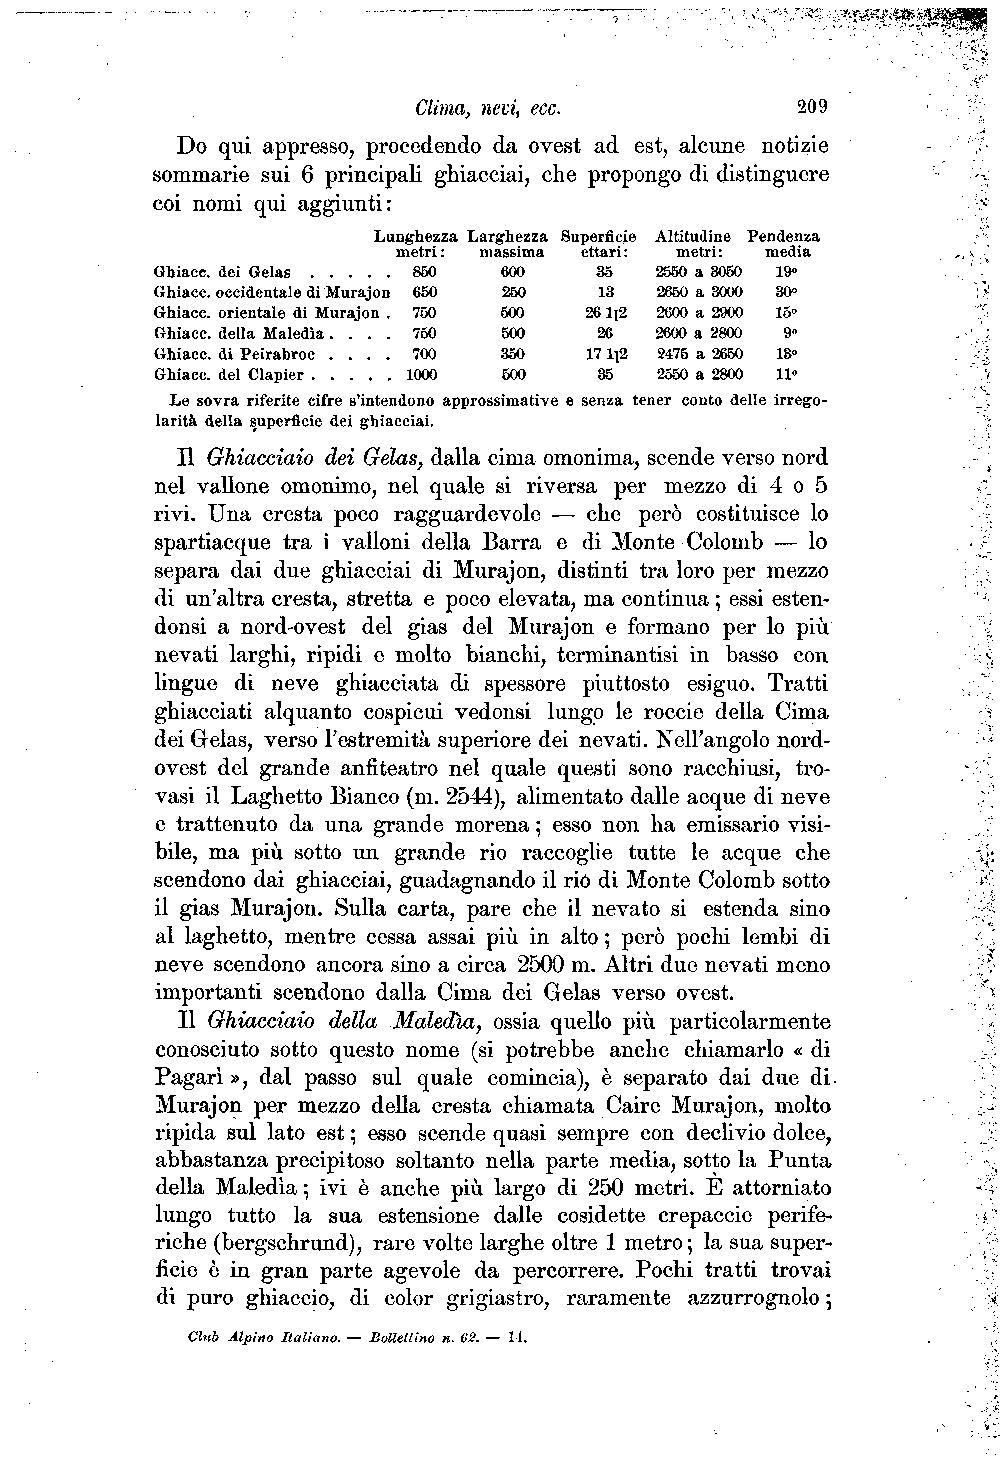 Clima, nevi, ecc. 209
Do qui appresso, procedendo da ovest ad est, alcune notizie
sommarie sui 6 principali ghiacciai, che propongo di distinguere
coi nomi qui aggiunti:
Lunghezza Larghezza Superficie Altitudine Pendenza
metri: massima ettari: metri: media
Ghiacc. dei Gelas . . . . . 850 600 35 2550 a 3050 19°
Ghiacc. occidentale di Murajon 650 250 13 2650 a 3000 30°
Ghiacc. orientale di Murajon . 750 500 26 1|2 2600 a 2900 15°
Ghiacc. della Maledìa . . . . 750 500 26 2600 a 2800 9°
Ghiacc. di Peirabroc . . . . 700 350 17 1|2 2475 a 2650 18°
Ghiacc. del Clapier . . . . . 1000 500 35 2550 a 2800 11°
Le sovra riferite cifre s'intendono approssimative e senza tener conto delle irrego-
larità della superficie dei ghiacciai.
Il Ghiacciaio dei Gelas, dalla cima omonima, scende verso nord
nel vallone omonimo, nel quale si riversa per mezzo di 4 o 5
rivi. Una cresta poco ragguardevole — che però costituisce lo
spartiacque tra i valloni della Barra e di Monte Colomb — lo
separa dai due ghiacciai di Murajon, distinti tra loro per mezzo
di un'altra cresta, stretta e poco elevata, ma continua ; essi esten-
donsi a nord-ovest del gias del Murajon e formano per lo più
nevati larghi, ripidi e molto bianchi, terminantisi in basso con
lingue di neve ghiacciata di spessore piuttosto esiguo. Tratti
ghiacciati alquanto cospicui vedonsi lungo le roccie della Cima
dei Gelas, verso l'estremità superiore dei nevati. Nell'angolo nord-
ovest del grande anfiteatro nel quale questi sono racchiusi, tro-
vasi il Laghetto Bianco (m. 2544), alimentato dalle acque di neve
e trattenuto da una grande morena ; esso non ha emissario visi-
bile, ma più sotto un grande rio raccoglie tutte le acque che
scendono dai ghiacciai, guadagnando il rio di Monte Colomb sotto
il gias Murajon. Sulla carta, pare che il nevato si estenda sino
al laghetto, mentre cessa assai più in alto ; però pochi lembi di
neve scendono ancora sino a circa 2500 m. Altri due nevati meno
importanti scendono dalla Cima dei Gelas verso ovest.
Il Ghiacciaio della Maledìa, ossia quello più particolarmente
conosciuto sotto questo nome (si potrebbe anche chiamarlo « di
Pagarì », dal passo sul quale comincia), è separato dai due di
Murajon per mezzo della cresta chiamata Caire Murajon, molto
ripida sul lato est ; esso scende quasi sempre con declivio dolce,
abbastanza precipitoso soltanto nella parte media, sotto la Punta
della Maledìa ; ivi è anche più largo di 250 metri. È attorniato
lungo tutto la sua estensione dalle cosidette crepaccie perife-
riche (bergschrund), rare volte larghe oltre 1 metro ; la sua super-
ficie è in gran parte agevole da percorrere. Pochi tratti trovai
di puro ghiaccio, di color grigiastro, raramente azzurrognolo ;
Club Alpino Italiano. — Bollettino n. 62. — 14.